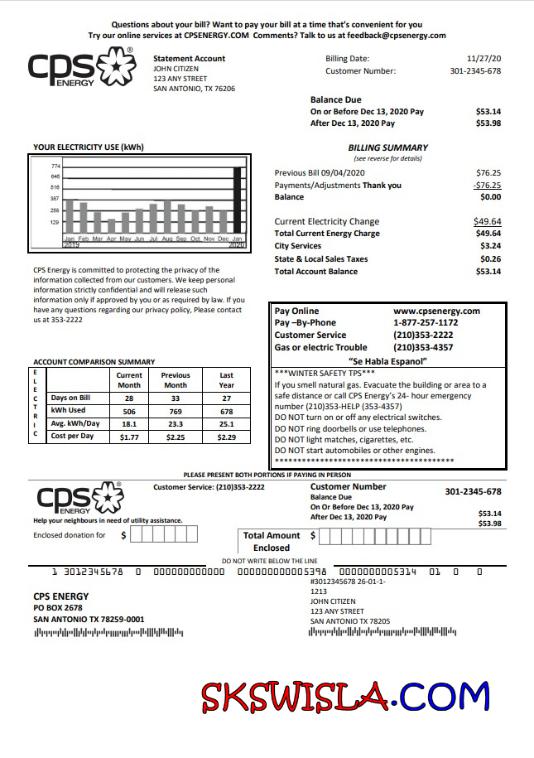 Questions about your bill? Want to pay your bill at a time that's convenient for you
Try our online services at CPSENERGY.COM Comments? Talk to us at feedback@cpsenergy.com
cps
ENERGY
®
Statement Account
JOHN CITIZEN
123 ANY STREET
SAN ANTONIO, TX 76206
Billing Date: 11/27/20
Customer Number: 301-2345-678
Balance Due
On or Before Dec 13, 2020 Pay $53.14
After Dec 13, 2020 Pay $53.98
YOUR ELECTRICITY USE (kWh)
774
646
516
387
258
129
Jan Feb Mar Apr May Jun Jul Aug Sep Oct Nov Dec Jan
2019 2020
BILLING SUMMARY
(see reverse for details)
Previous Bill 09/04/2020 $76.25
Payments/Adjustments Thank you -$76.25
Balance $0.00
Current Electricity Change $49.64
Total Current Energy Charge $49.64
City Services $3.24
State & Local Sales Taxes $0.26
Total Account Balance $53.14
CPS Energy is committed to protecting the privacy of the
information collected from our customers. We keep personal
information strictly confidential and will release such
information only if approved by you or as required by law. If you
have any questions regarding our privacy policy, Please contact
us at 353-2222
Pay Online www.cpsenergy.com
Pay –By-Phone 1-877-257-1172
Customer Service (210)353-2222
Gas or electric Trouble (210)353-4357
"Se Habla Espanol"
***WINTER SAFETY TPS***
If you smell natural gas. Evacuate the building or area to a
safe distance or call CPS Energy's 24- hour emergency
number (210)353-HELP (353-4357)
DO NOT turn on or off any electrical switches.
DO NOT ring doorbells or use telephones.
DO NOT light matches, cigarettes, etc.
DO NOT start automobiles or other engines.
ACCOUNT COMPARISON SUMMARY
ELECTRIC
Current Month Previous Month Last Year
Days on Bill 28 33 27
kWh Used 506 769 678
Avg. kWh/Day 18.1 23.3 25.1
Cost per Day $1.77 $2.25 $2.29
PLEASE PRESENT BOTH PORTIONS IF PAYING IN PERSON
cps
ENERGY
®
Customer Service: (210)353-2222
Customer Number 301-2345-678
Balance Due
On Or Before Dec 13, 2020 Pay $53.14
After Dec 13, 2020 Pay $53.98
Help your neighbours in need of utility assistance.
Enclosed donation for $
Total Amount $
Enclosed
DO NOT WRITE BELOW THE LINE
1 3012345678 0 000000000000 000000000005398 000000005314 01 0 0
#3012345678 26-01-1-
1213
JOHN CITIZEN
123 ANY STREET
SAN ANTONIO TX 78205
CPS ENERGY
PO BOX 2678
SAN ANTONIO TX 78259-0001
SKSWISLA.COM